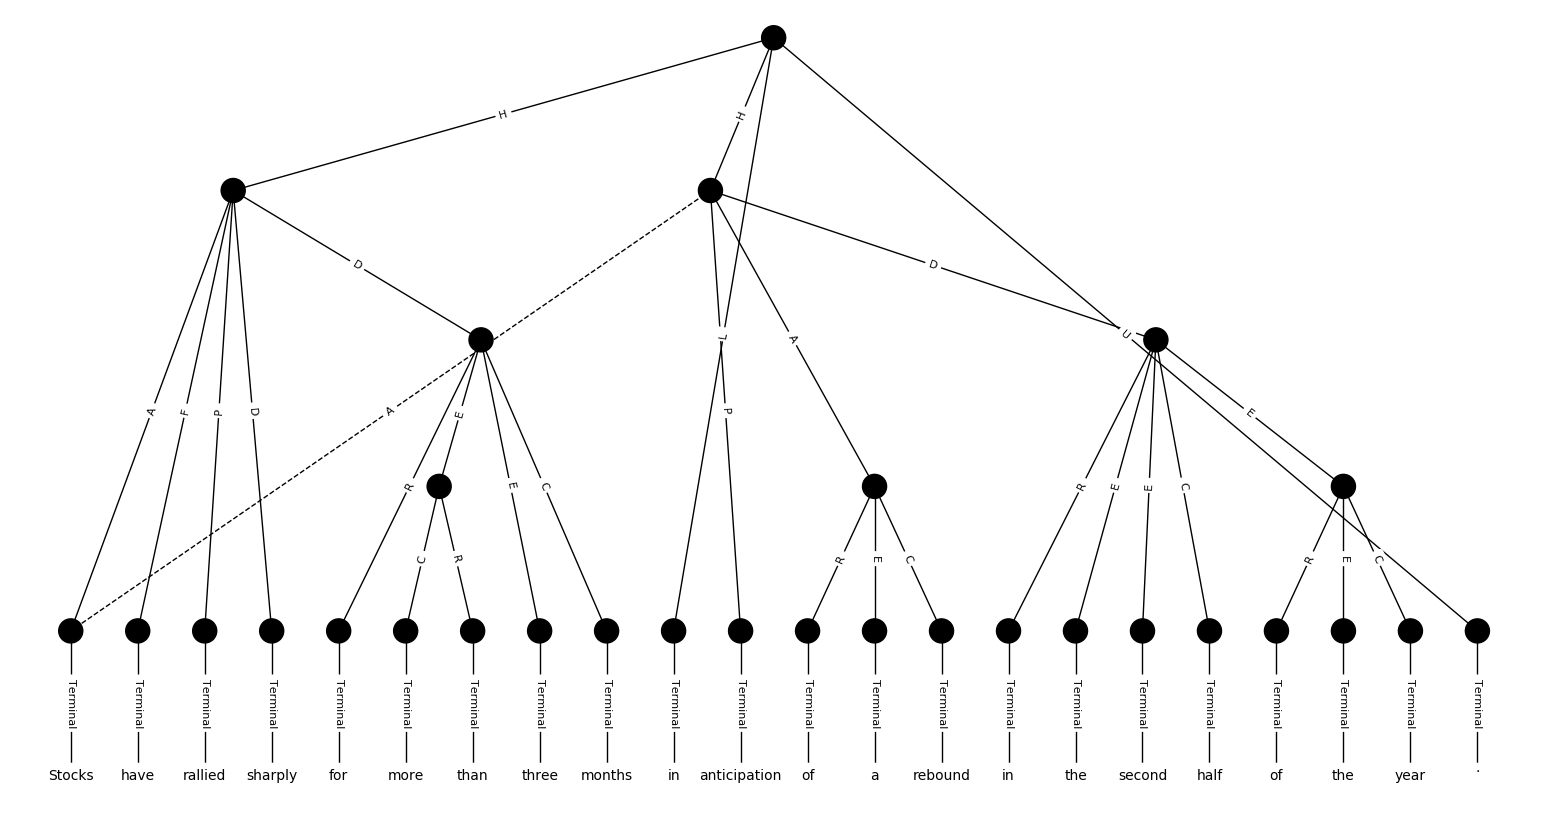 H
H
D
D
L
A
U
A
F
P
D
A
E
P
E
R
E
C
R
E
E
C
C
R
R
E
C
R
E
C
Terminal Terminal Terminal Terminal Terminal Terminal Terminal Terminal Terminal Terminal Terminal Terminal Terminal Terminal Terminal Terminal Terminal Terminal Terminal Terminal Terminal Terminal
Stocks have rallied sharply for more than three months in anticipation of a rebound in the second half of the year .